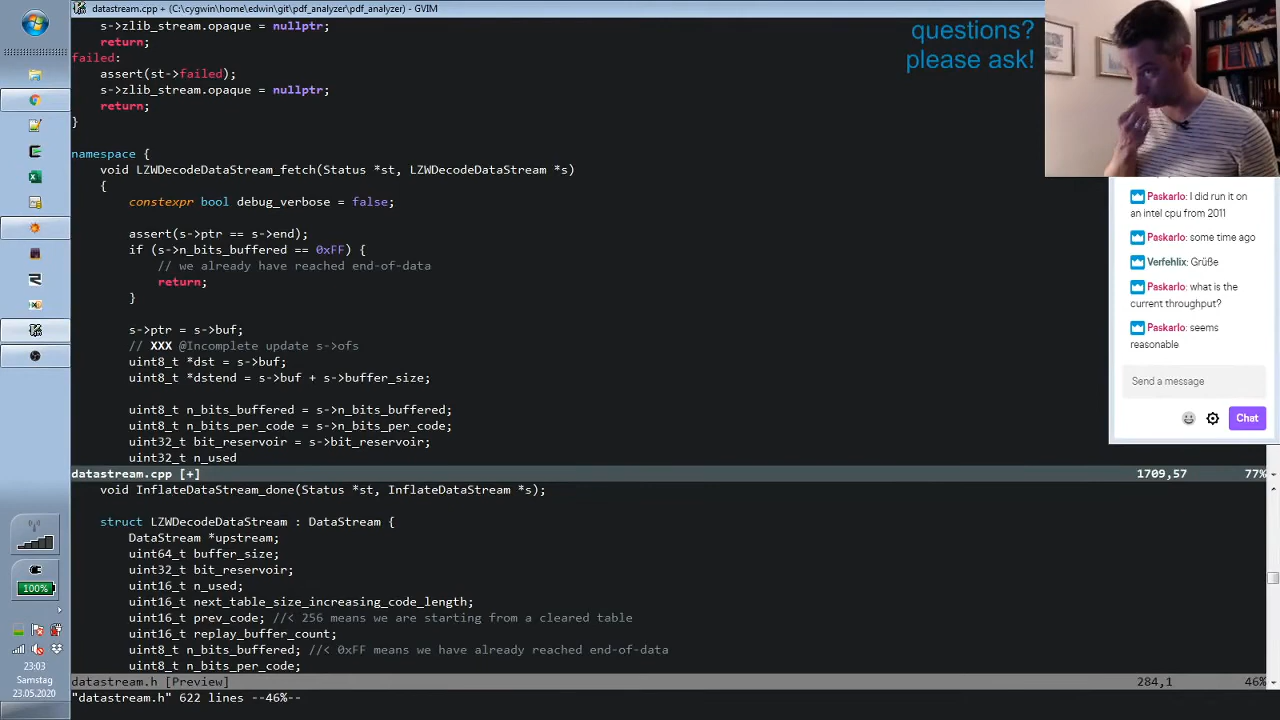 datastream.cpp + (C:\cygwin\home\edwin\git\pdf_analyzer\pdf_analyzer) - GVIM
s->zlib_stream.opaque = nullptr;
return;
failed:
assert(st->failed);
s->zlib_stream.opaque = nullptr;
return;
}
namespace {
void LZWDecodeDataStream_fetch(Status *st, LZWDecodeDataStream *s)
{
constexpr bool debug_verbose = false;
assert(s->ptr == s->end);
if (s->n_bits_buffered == 0xFF) {
// we already have reached end-of-data
return;
}
s->ptr = s->buf;
// XXX @Incomplete update s->ofs
uint8_t *dst = s->buf;
uint8_t *dstend = s->buf + s->buffer_size;
uint8_t n_bits_buffered = s->n_bits_buffered;
uint8_t n_bits_per_code = s->n_bits_per_code;
uint32_t bit_reservoir = s->bit_reservoir;
uint32_t n_used
datastream.cpp [+] 1709,57 77%
void InflateDataStream_done(Status *st, InflateDataStream *s);
struct LZWDecodeDataStream : DataStream {
DataStream *upstream;
uint64_t buffer_size;
uint32_t bit_reservoir;
uint16_t n_used;
uint16_t next_table_size_increasing_code_length;
uint16_t prev_code; //< 256 means we are starting from a cleared table
uint16_t replay_buffer_count;
uint8_t n_bits_buffered; //< 0xFF means we have already reached end-of-data
uint8_t n_bits_per_code;
datastream.h [Preview] 284,1 46%
"datastream.h" 622 lines --46%--
questions?
please ask!
Paskarlo: I did run it on
an intel cpu from 2011
Paskarlo: some time ago
Verfehlix: Grüße
Paskarlo: what is the
current throughput?
Paskarlo: seems
reasonable
Send a message
Chat
100%
23:03
Samstag
23.05.2020